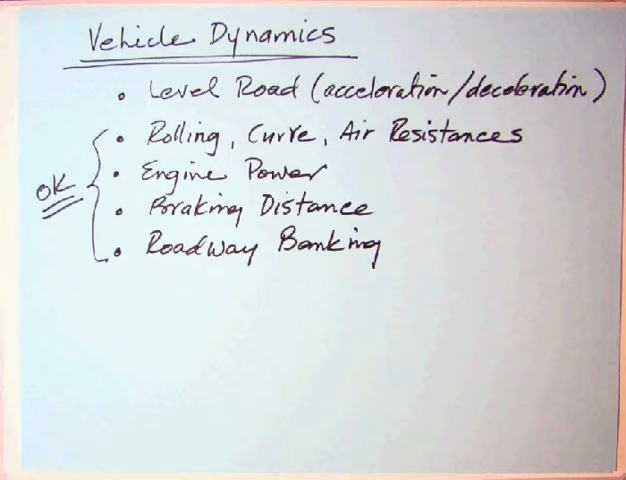 Vehicle Dynamics
• Level Road (acceleration/deceleration)
• Rolling, Curve, Air Resistances
• Engine Power
OK
• Braking Distance
• Roadway Banking